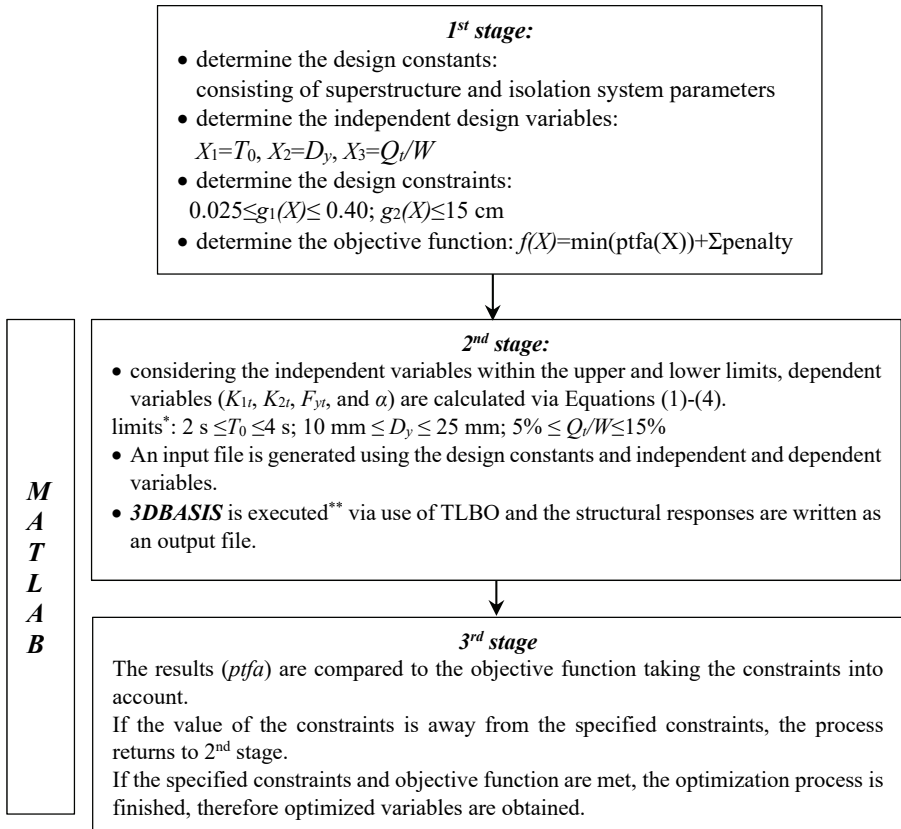 1st stage:
• determine the design constants:
consisting of superstructure and isolation system parameters
• determine the independent design variables:
X1=T0, X2=Dy, X3=Qt/W
• determine the design constraints:
0.025≤g1(X)≤ 0.40; g2(X)≤15 cm
• determine the objective function: f(X)=min(ptfa(X))+Σpenalty
MATLAB
2nd stage:
• considering the independent variables within the upper and lower limits, dependent
variables (K1t, K2t, Fyt, and α) are calculated via Equations (1)-(4).
limits*: 2 s ≤T0 ≤4 s; 10 mm ≤ Dy ≤ 25 mm; 5% ≤ Qt/W≤15%
• An input file is generated using the design constants and independent and dependent
variables.
• 3DBASIS is executed** via use of TLBO and the structural responses are written as
an output file.
3rd stage
The results (ptfa) are compared to the objective function taking the constraints into
account.
If the value of the constraints is away from the specified constraints, the process
returns to 2nd stage.
If the specified constraints and objective function are met, the optimization process is
finished, therefore optimized variables are obtained.